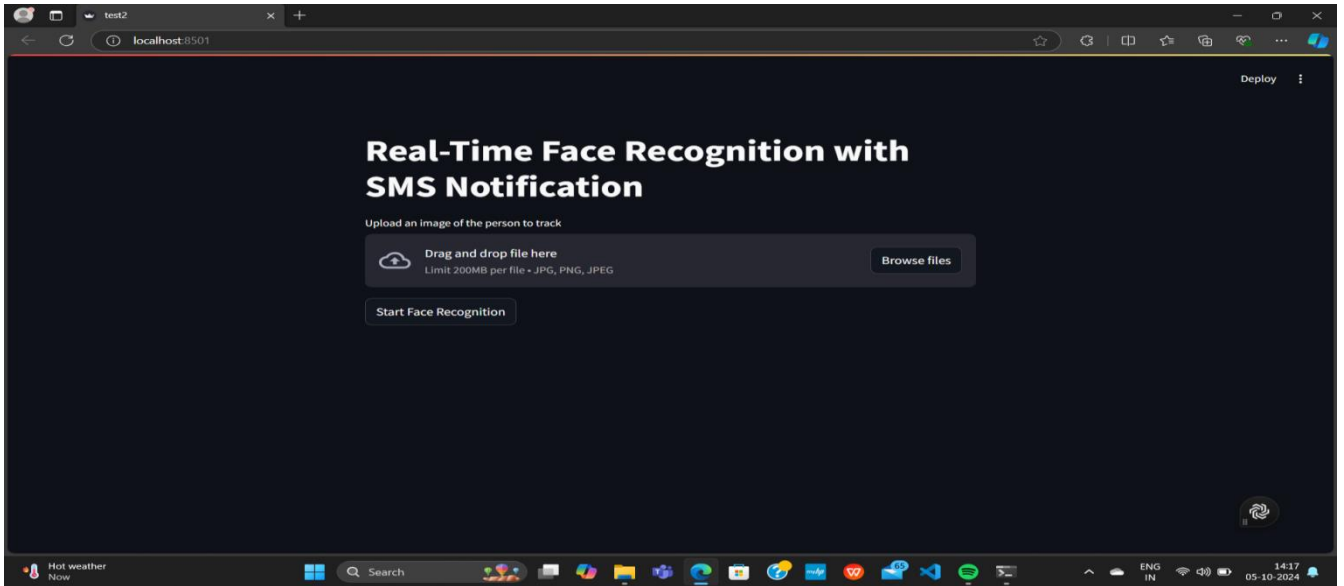 test2
localhost:8501
Deploy
Real-Time Face Recognition with
SMS Notification
Upload an image of the person to track
Drag and drop file here
Limit 200MB per file • JPG, PNG, JPEG
Browse files
Start Face Recognition
Hot weather
Now
Search
65
ENG
IN
14:17
05-10-2024